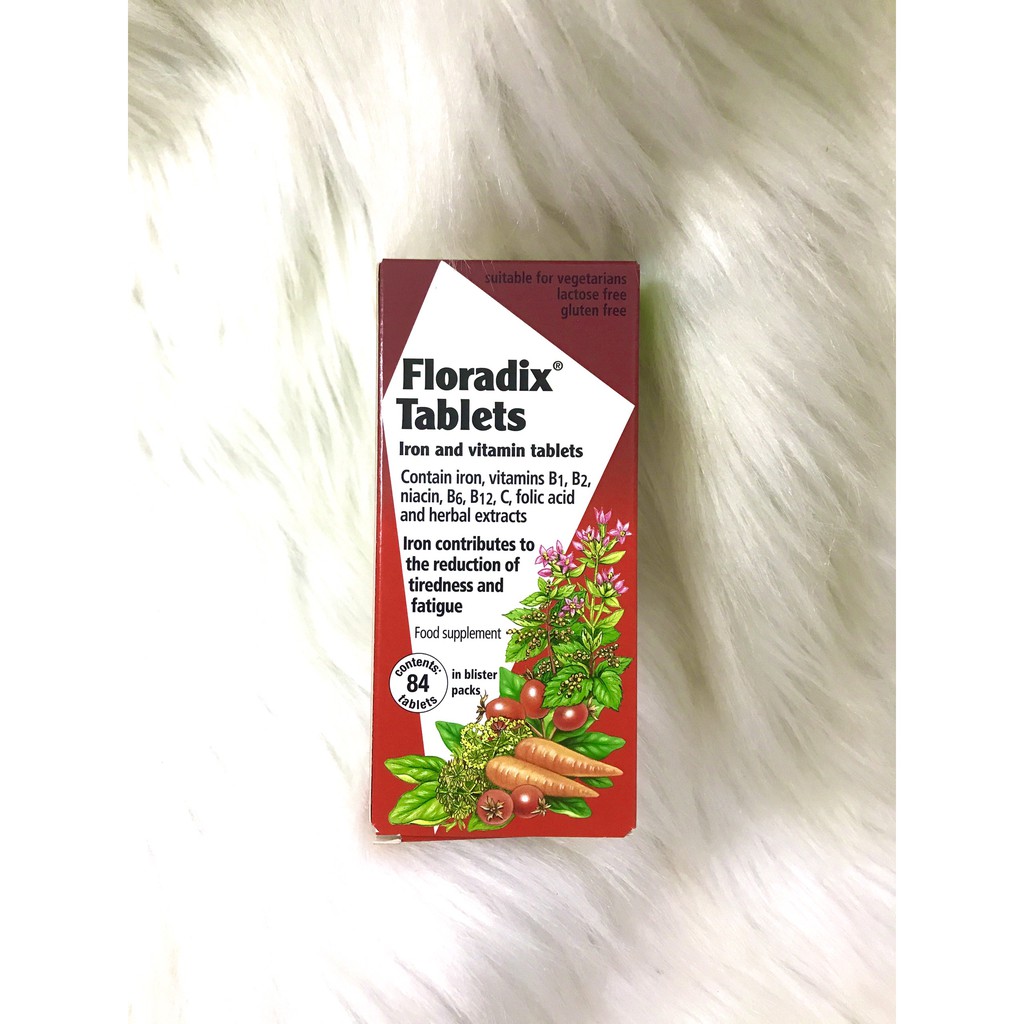 suitable for vegetarians
lactose free
gluten free
Floradix®
Tablets
Iron and vitamin tablets
Contain iron, vitamins B1, B2,
niacin, B6, B12, C, folic acid
and herbal extracts
Iron contributes to
the reduction of
tiredness and
fatigue
Food supplement
contents:
84
tablets
in blister
packs